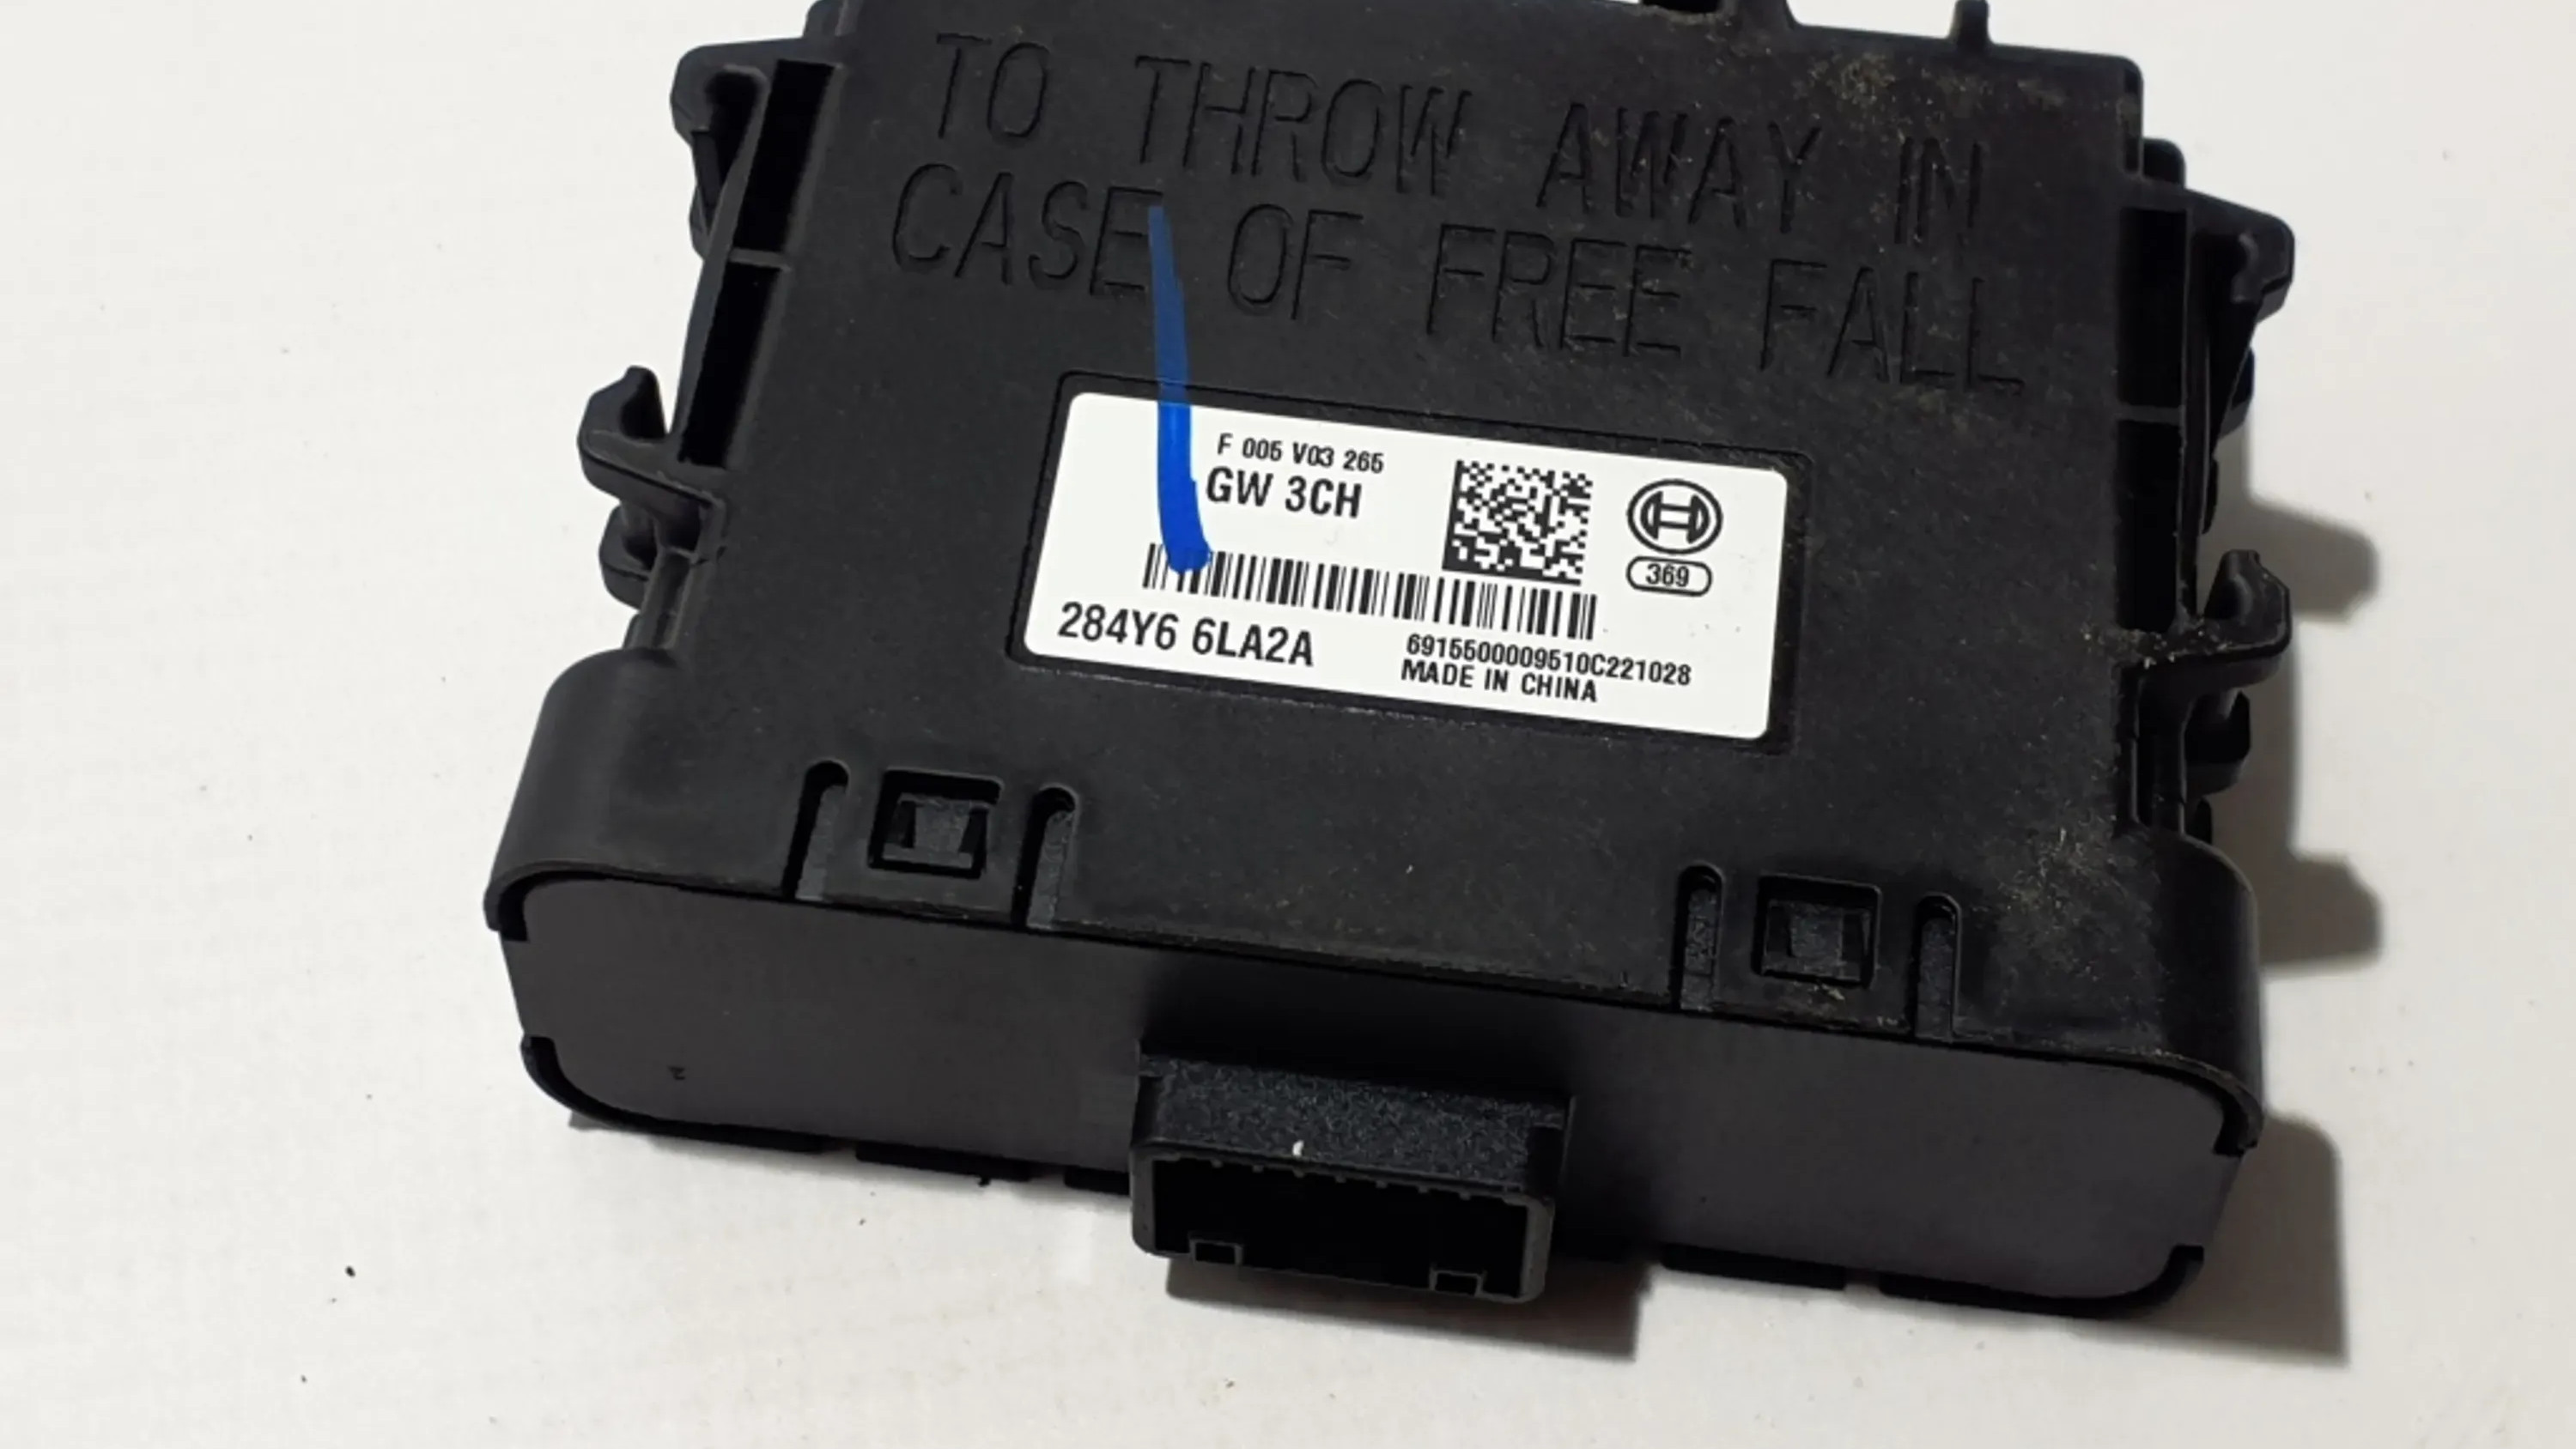 TO THROW AWAY IN
CASE OF FREE FALL
F 005 V03 265
GW 3CH
369
284Y6 6LA2A
6915500009510C221028
MADE IN CHINA